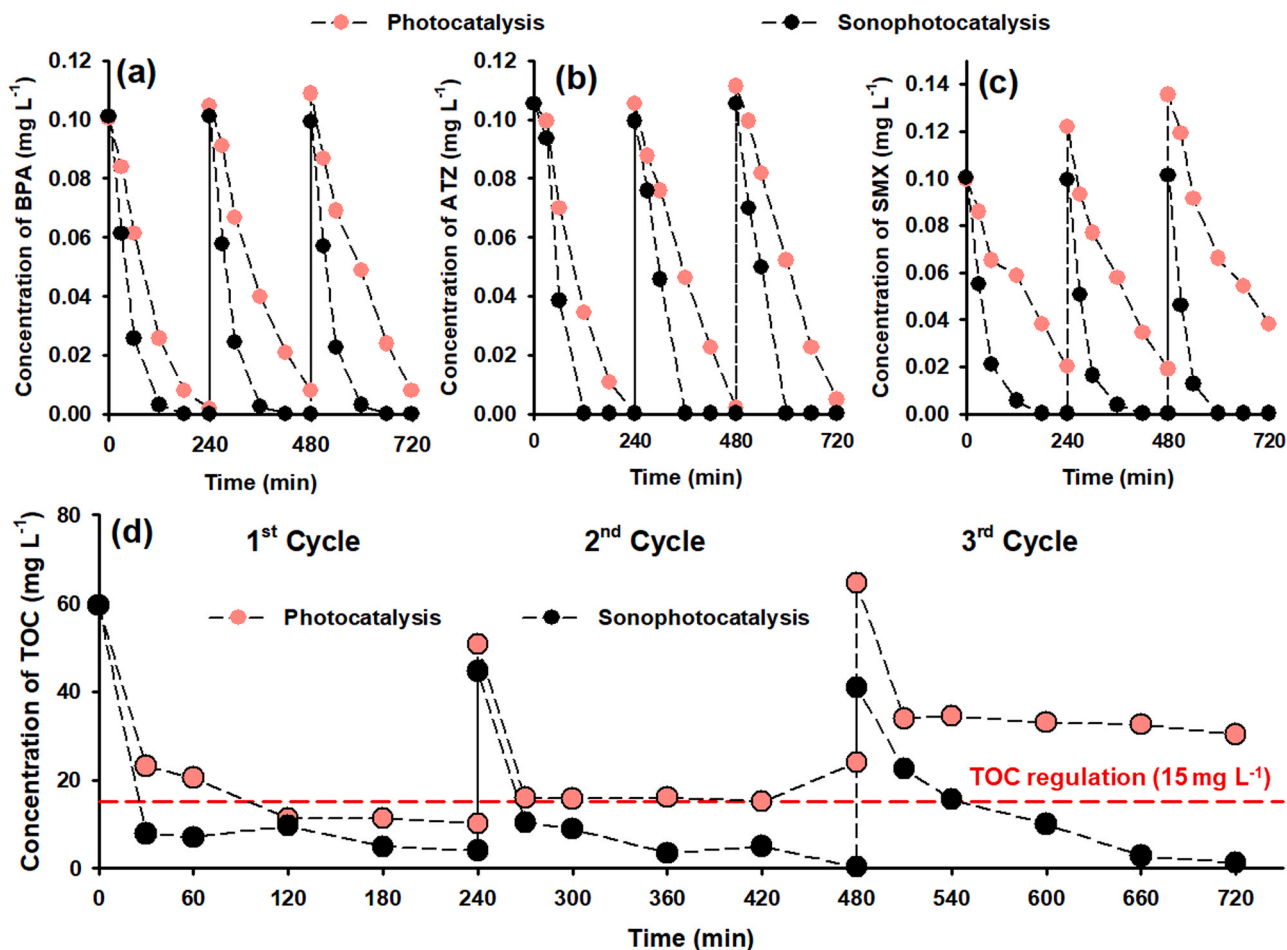 Photocatalysis Sonophotocatalysis
(a)
Concentration of BPA (mg L⁻¹)
0.12
0.10
0.08
0.06
0.04
0.02
0.00
0 240 480 720
Time (min)
(b)
Concentration of ATZ (mg L⁻¹)
0.12
0.10
0.08
0.06
0.04
0.02
0.00
0 240 480 720
Time (min)
(c)
Concentration of SMX (mg L⁻¹)
0.14
0.12
0.10
0.08
0.06
0.04
0.02
0.00
0 240 480 720
Time (min)
(d)
Concentration of TOC (mg L⁻¹)
80
60
40
20
0
1st Cycle 2nd Cycle 3rd Cycle
Photocatalysis Sonophotocatalysis
TOC regulation (15 mg L⁻¹)
0 60 120 180 240 300 360 420 480 540 600 660 720
Time (min)